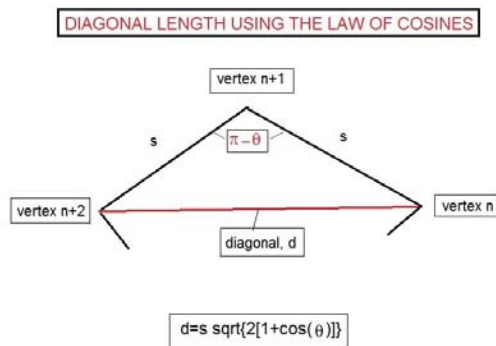 DIAGONAL LENGTH USING THE LAW OF COSINES
vertex n+1
s
π-θ
s
vertex n+2
vertex n
diagonal, d
d=s sqrt{2[1+cos(θ)]}